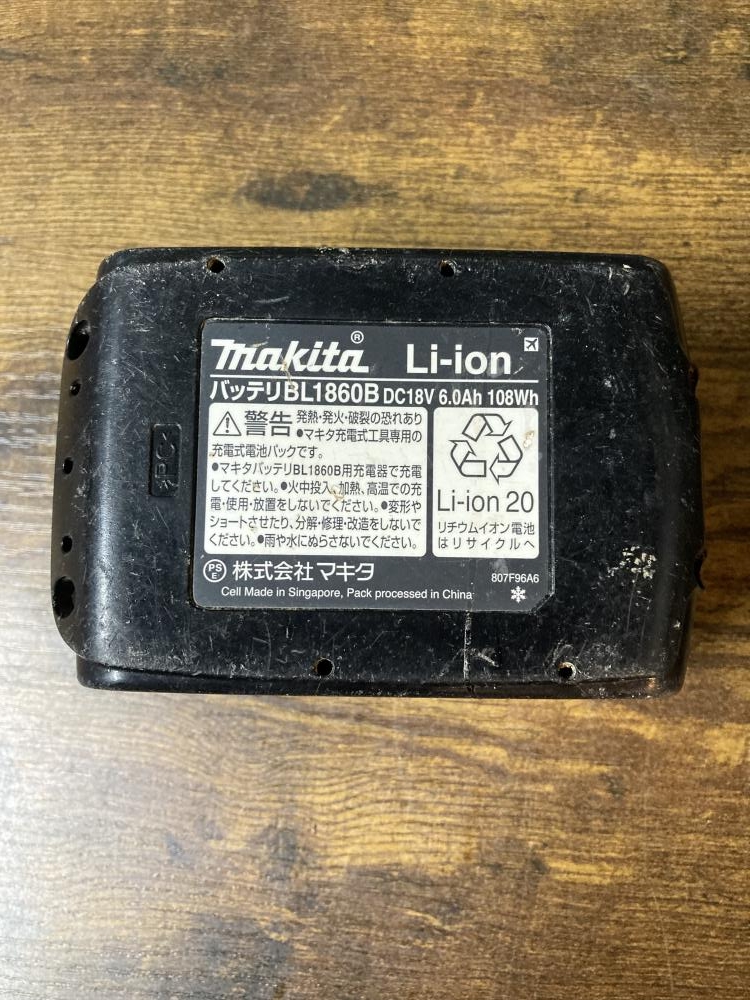 makita® Li-ion
バッテリBL1860B DC18V 6.0Ah 108Wh
警告 発熱・発火・破裂の恐れあり
●マキタ充電式工具専用の
充電式電池パックです。
●マキタバッテリBL1860B用充電器で充電
してください。●火中投入、加熱、高温での充
電・使用・放置をしないでください。●変形や
ショートさせたり、分解・修理・改造をしないで
ください。●雨や水にぬらさないでください。
Li-ion 20
リチウムイオン電池
はリサイクルへ
PS
E
株式会社マキタ
807F96A6
Cell Made in Singapore, Pack processed in China
>PC<